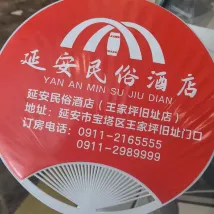 延安民俗酒店
YAN AN MIN SU JIU DIAN
延安民俗酒店（王家坪旧址店）
地址：延安市宝塔区王家坪旧址门口
订房电话：0911-2165555
0911-2989999